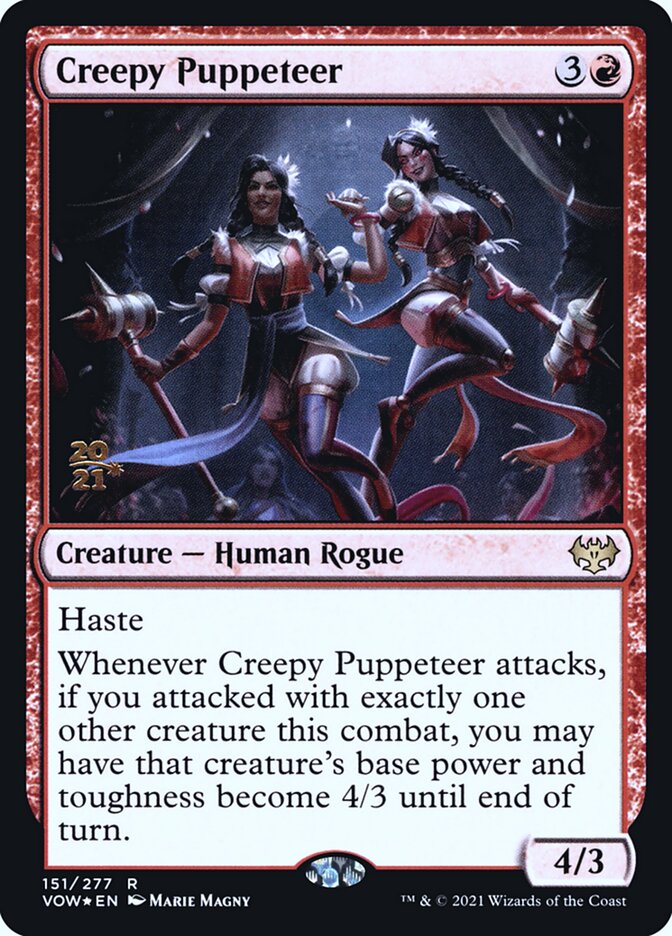 Creepy Puppeteer 3
20
21
Creature — Human Rogue
Haste
Whenever Creepy Puppeteer attacks,
if you attacked with exactly one
other creature this combat, you may
have that creature's base power and
toughness become 4/3 until end of
turn.
4/3
151/277 R
VOW★EN Marie Magny
™ & © 2021 Wizards of the Coast